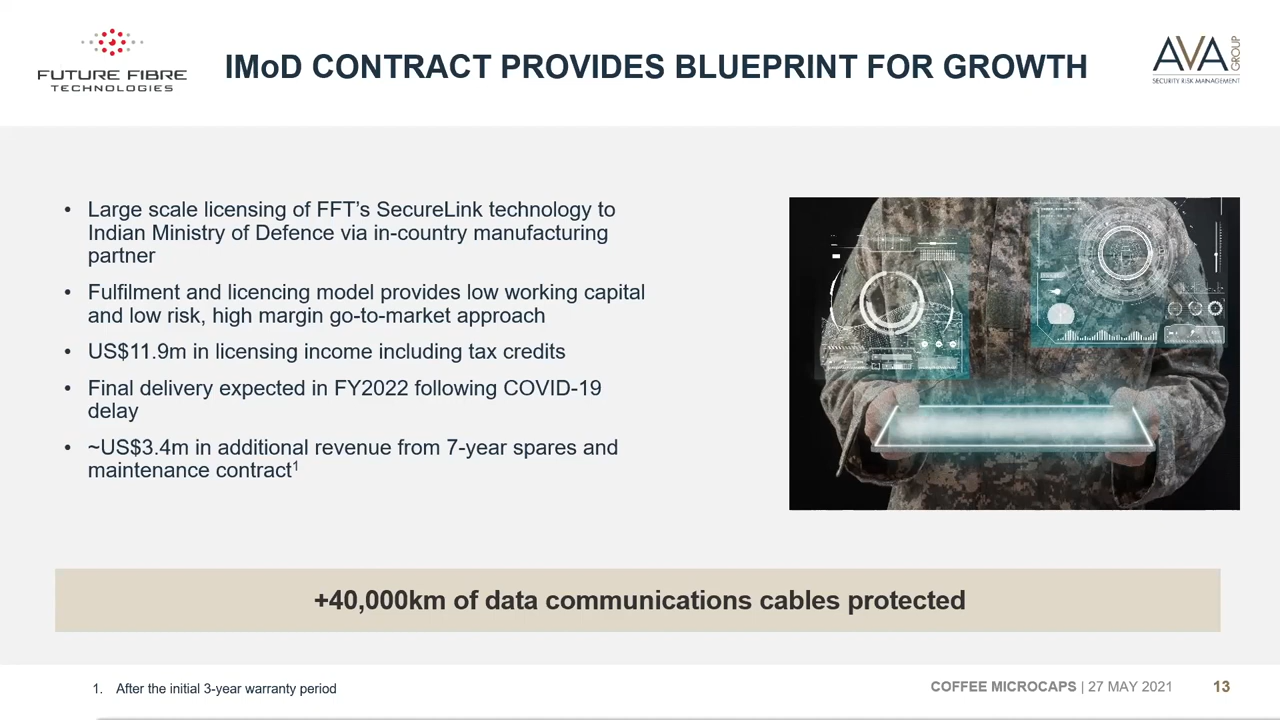 FUTURE FIBRE
TECHNOLOGIES
IMoD CONTRACT PROVIDES BLUEPRINT FOR GROWTH
AVA
GROUP
SECURITY RISK MANAGEMENT
• Large scale licensing of FFT’s SecureLink technology to
Indian Ministry of Defence via in-country manufacturing
partner
• Fulfilment and licencing model provides low working capital
and low risk, high margin go-to-market approach
• US$11.9m in licensing income including tax credits
• Final delivery expected in FY2022 following COVID-19
delay
• ~US$3.4m in additional revenue from 7-year spares and
maintenance contract¹
+40,000km of data communications cables protected
1. After the initial 3-year warranty period
COFFEE MICROCAPS | 27 MAY 2021 13